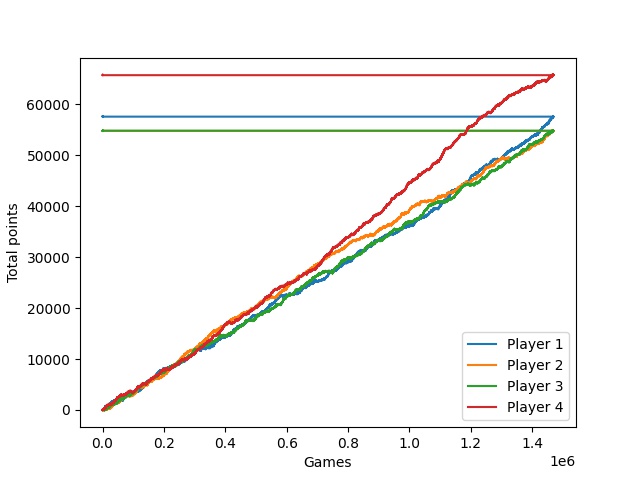 Total points
60000
50000
40000
30000
20000
10000
0
0.0 0.2 0.4 0.6 0.8 1.0 1.2 1.4
1e6
Games
Player 1
Player 2
Player 3
Player 4